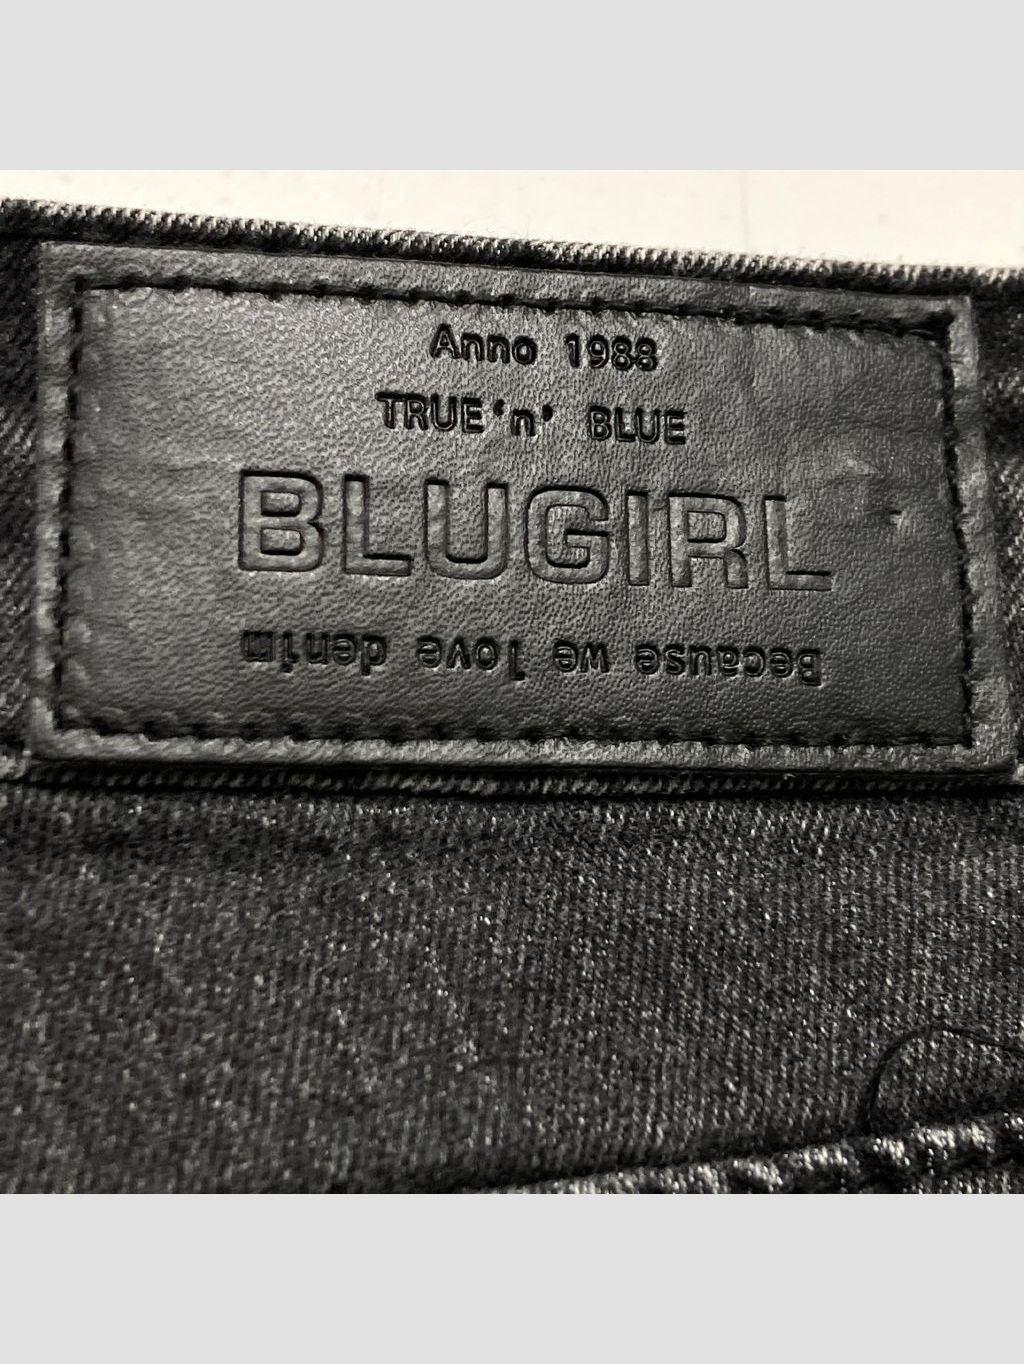 Anno 1988
TRUE 'n' BLUE
BLUGIRL
Because we love denim